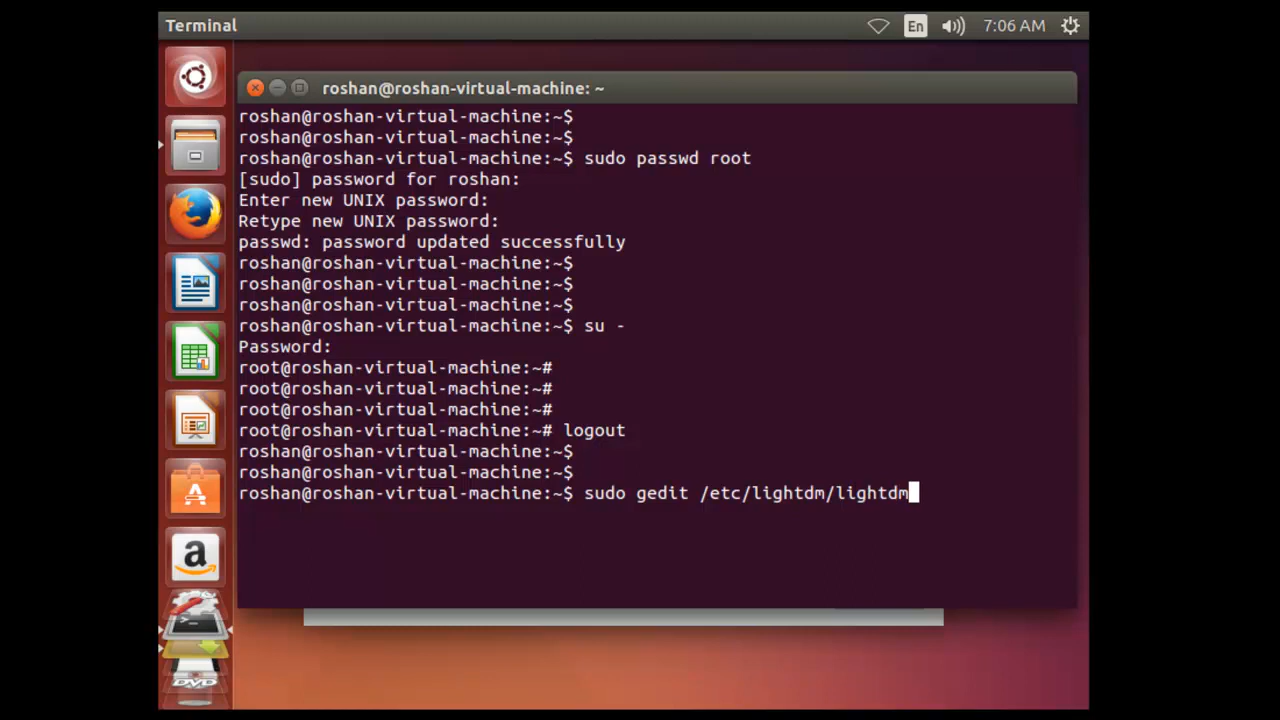 Terminal
En
7:06 AM
roshan@roshan-virtual-machine: ~
roshan@roshan-virtual-machine:~$
roshan@roshan-virtual-machine:~$
roshan@roshan-virtual-machine:~$ sudo passwd root
[sudo] password for roshan:
Enter new UNIX password:
Retype new UNIX password:
passwd: password updated successfully
roshan@roshan-virtual-machine:~$
roshan@roshan-virtual-machine:~$
roshan@roshan-virtual-machine:~$
roshan@roshan-virtual-machine:~$ su -
Password:
root@roshan-virtual-machine:~#
root@roshan-virtual-machine:~#
root@roshan-virtual-machine:~#
root@roshan-virtual-machine:~# logout
roshan@roshan-virtual-machine:~$
roshan@roshan-virtual-machine:~$
roshan@roshan-virtual-machine:~$ sudo gedit /etc/lightdm/lightdm
a
DVD